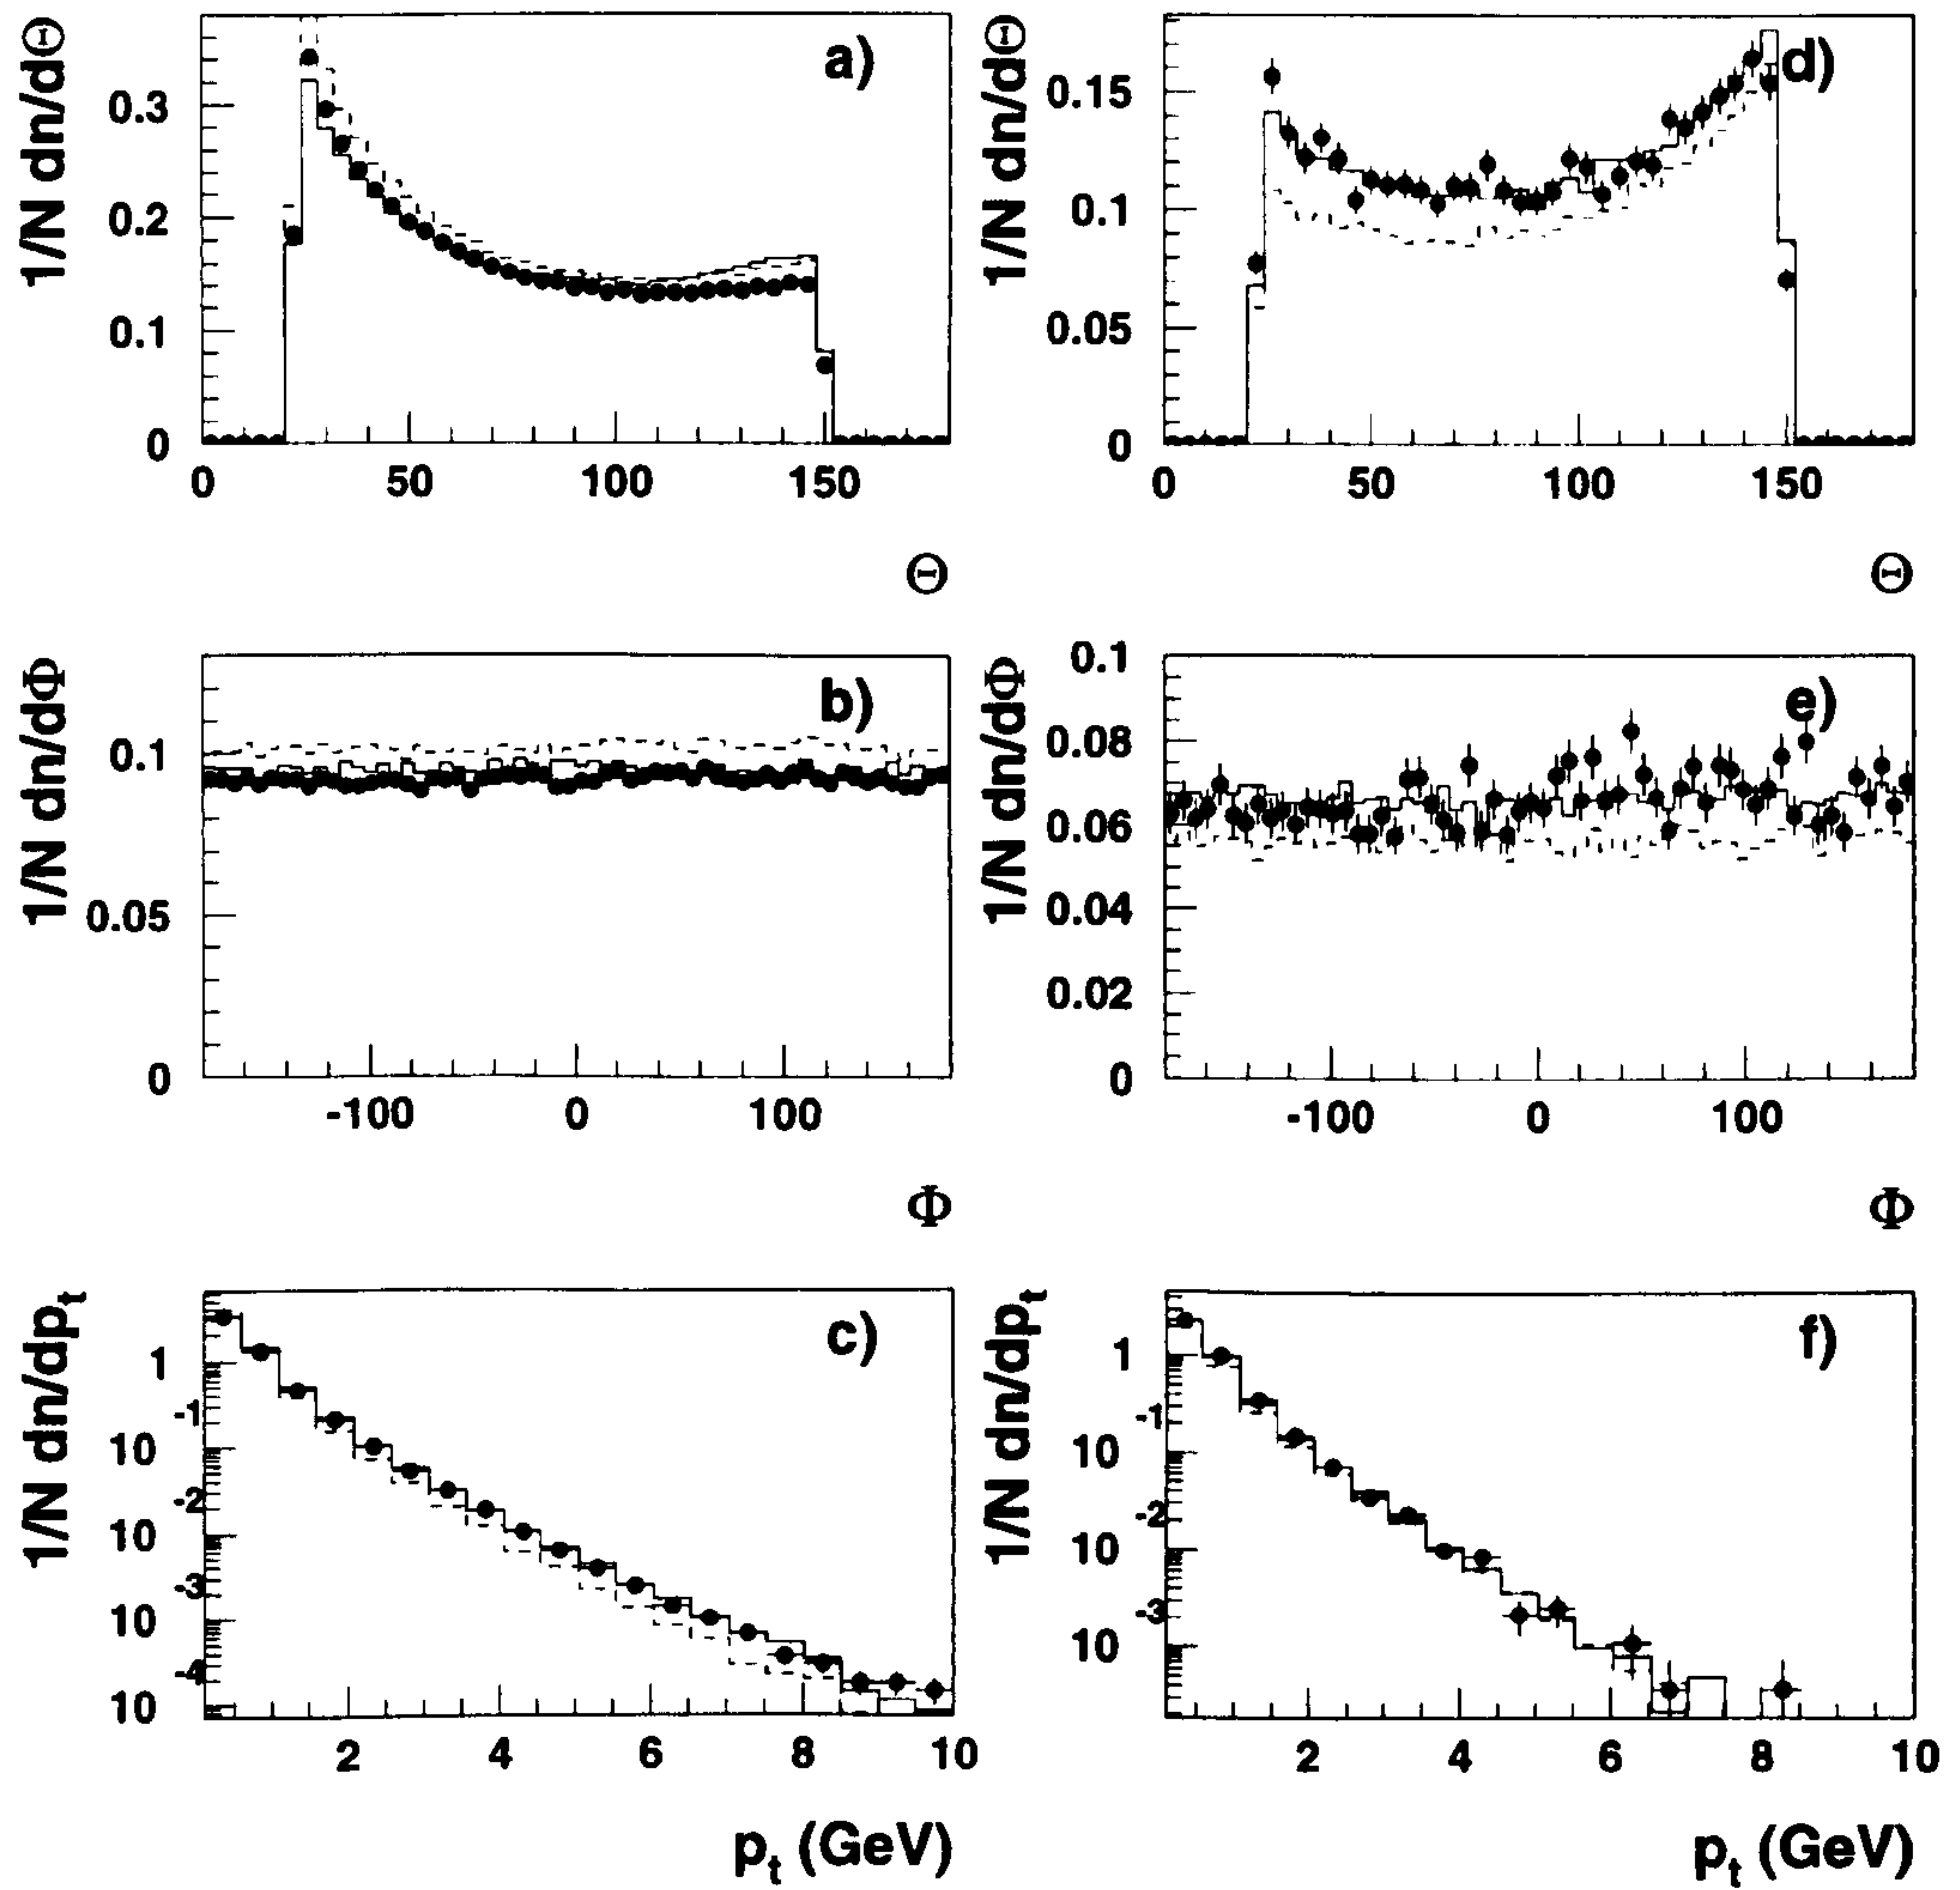 1/N dn/dΘ
a)
0.3
0.2
0.1
0
0 50 100 150
Θ
1/N dn/dΘ
d)
0.15
0.1
0.05
0
0 50 100 150
Θ
1/N dn/dΦ
b)
0.1
0.05
0
-100 0 100
Φ
1/N dn/dΦ
e)
0.1
0.08
0.06
0.04
0.02
0
-100 0 100
Φ
1/N dn/dpt
c)
1
10-1
10-2
10-3
10-4
2 4 6 8 10
pt (GeV)
1/N dn/dpt
f)
1
10-1
10-2
10-3
2 4 6 8 10
pt (GeV)